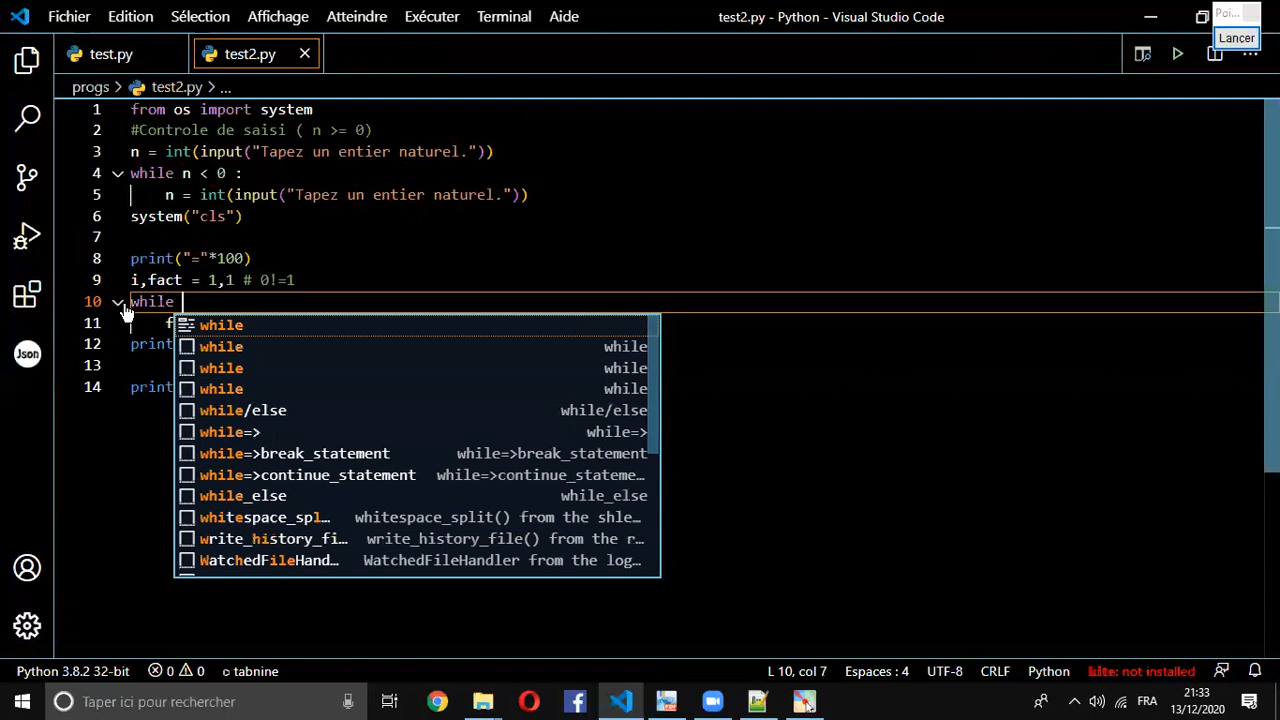 Fichier Edition Sélection Affichage Atteindre Exécuter Terminal Aide test2.py - Python - Visual Studio Code Poi...
Lancer
test.py test2.py
progs > test2.py > ...
1 from os import system
2 #Controle de saisi ( n >= 0)
3 n = int(input("Tapez un entier naturel."))
4 while n < 0 :
5 n = int(input("Tapez un entier naturel."))
6 system("cls")
7
8 print("="*100)
9 i,fact = 1,1 # 0!=1
10 while
11 f
12 print
13
14 print
while
while while
while while
while while
while/else while/else
while=> while=>
while=>break_statement while=>break_statement
while=>continue_statement while=>continue_stateme...
while_else while_else
whitespace_spl... whitespace_split() from the shle...
write_history_fi... write_history_file() from the r...
WatchedFileHand... WatchedFileHandler from the log...
Json
Python 3.8.2 32-bit 0 0 tabnine L 10, col 7 Espaces : 4 UTF-8 CRLF Python kite: not installed
Taper ici pour rechercher FRA 21:33
13/12/2020